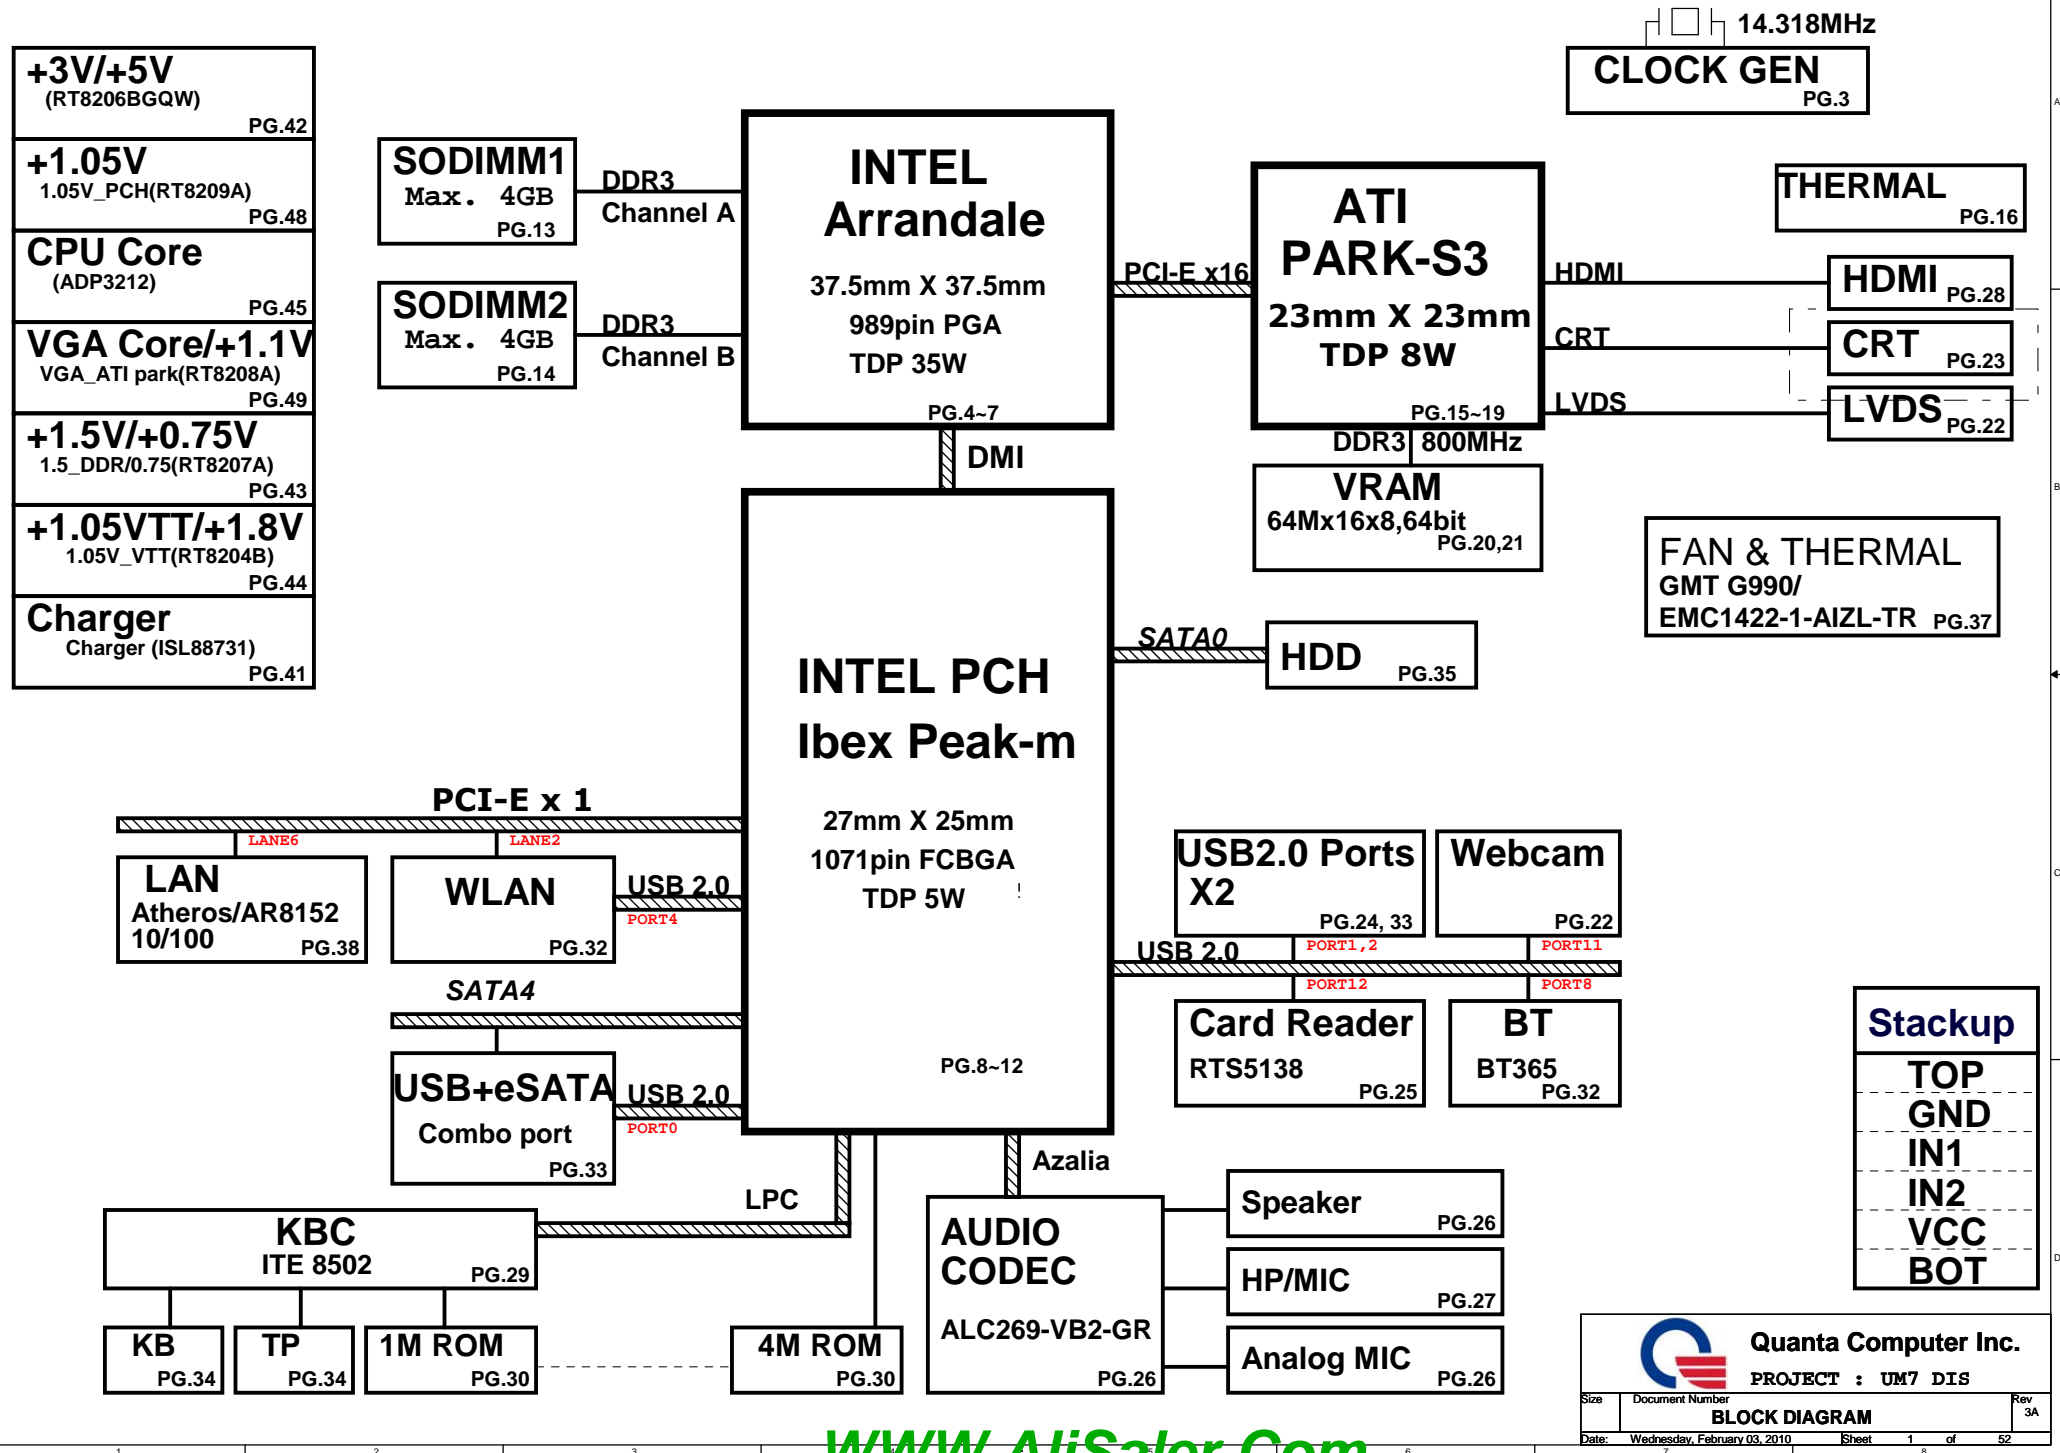 14.318MHz
CLOCK GEN
PG.3
+3V/+5V
(RT8206BGQW)
PG.42
+1.05V
1.05V_PCH(RT8209A)
PG.48
CPU Core
(ADP3212)
PG.45
VGA Core/+1.1V
VGA_ATI park(RT8208A)
PG.49
+1.5V/+0.75V
1.5_DDR/0.75(RT8207A)
PG.43
+1.05VTT/+1.8V
1.05V_VTT(RT8204B)
PG.44
Charger
Charger (ISL88731)
PG.41
SODIMM1
Max. 4GB
PG.13
DDR3
Channel A
SODIMM2
Max. 4GB
PG.14
DDR3
Channel B
INTEL
Arrandale
37.5mm X 37.5mm
989pin PGA
TDP 35W
PG.4~7
PCI-E x16
ATI
PARK-S3
23mm X 23mm
TDP 8W
PG.15~19
HDMI
CRT
LVDS
THERMAL
PG.16
HDMI
PG.28
CRT
PG.23
LVDS
PG.22
DDR3 800MHz
VRAM
64Mx16x8,64bit
PG.20,21
FAN & THERMAL
GMT G990/
EMC1422-1-AIZL-TR PG.37
DMI
INTEL PCH
Ibex Peak-m
27mm X 25mm
1071pin FCBGA
TDP 5W
PG.8~12
SATA0
HDD
PG.35
PCI-E x 1
LANE6
LANE2
LAN
Atheros/AR8152
10/100
PG.38
WLAN
PG.32
USB 2.0
PORT4
SATA4
USB+eSATA
Combo port
PG.33
USB 2.0
PORT0
USB2.0 Ports
X2
PG.24, 33
Webcam
PG.22
USB 2.0
PORT1,2
PORT11
PORT12
PORT8
Card Reader
RTS5138
PG.25
BT
BT365
PG.32
Azalia
LPC
KBC
ITE 8502
PG.29
KB
PG.34
TP
PG.34
1M ROM
PG.30
4M ROM
PG.30
AUDIO
CODEC
ALC269-VB2-GR
PG.26
Speaker
PG.26
HP/MIC
PG.27
Analog MIC
PG.26
Stackup
TOP
GND
IN1
IN2
VCC
BOT
Quanta Computer Inc.
PROJECT : UM7 DIS
Size
Document Number
Rev
BLOCK DIAGRAM
3A
Date: Wednesday, February 03, 2010
Sheet 1 of 52
WWW.AliSaler.Com
A
B
C
D
1
2
3
6
7
8